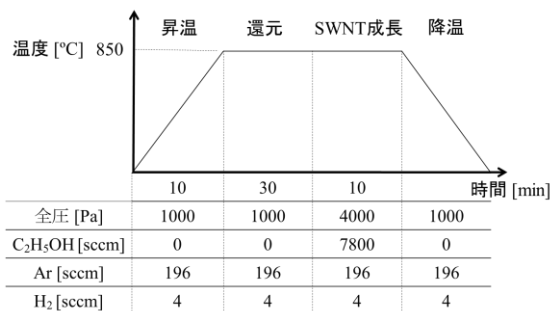 昇温 還元 SWNT成長 降温
温度 [ºC] 850
10 30 10 時間 [min]
全圧 [Pa] 1000 1000 4000 1000
C₂H₅OH [sccm] 0 0 7800 0
Ar [sccm] 196 196 196 196
H₂ [sccm] 4 4 4 4